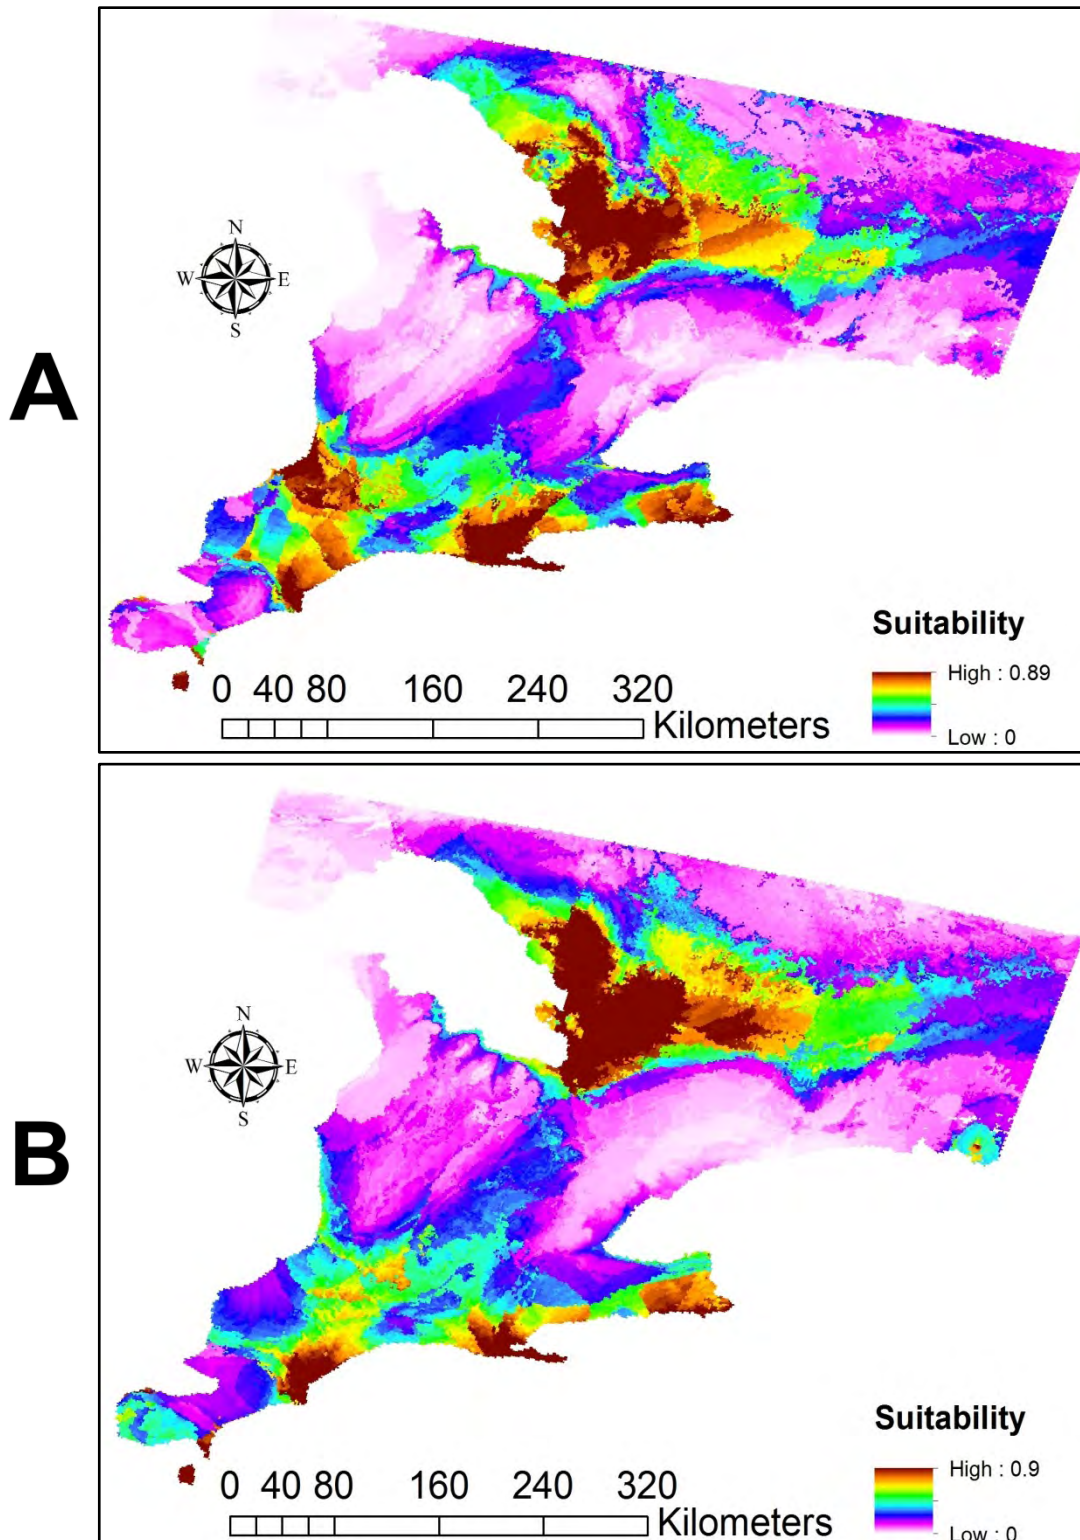 N
W E
S
A
Suitability
High : 0.89
Low : 0
0 40 80 160 240 320
Kilometers
N
W E
S
B
Suitability
High : 0.9
Low : 0
0 40 80 160 240 320
Kilometers